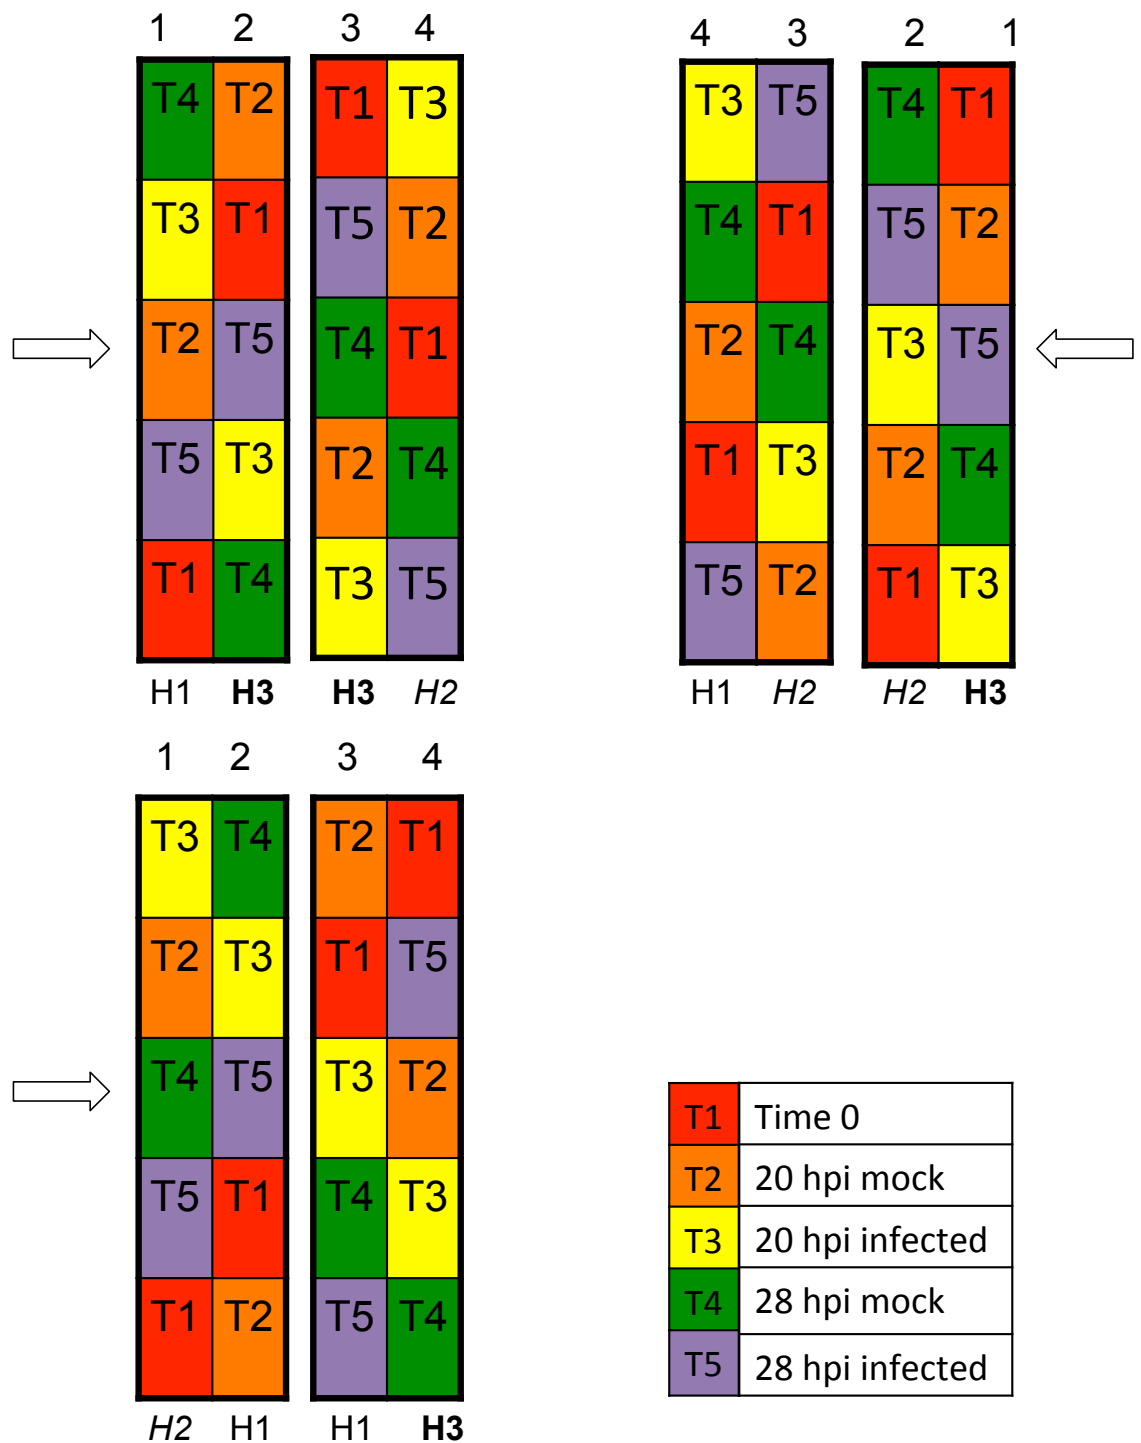 1 2 3 4
T4 T2 T1 T3
T3 T1 T5 T2
T2 T5 T4 T1
T5 T3 T2 T4
T1 T4 T3 T5
H1 H3 H3 H2
4 3 2 1
T3 T5 T4 T1
T4 T1 T5 T2
T2 T4 T3 T5
T1 T3 T2 T4
T5 T2 T1 T3
H1 H2 H2 H3
1 2 3 4
T3 T4 T2 T1
T2 T3 T1 T5
T4 T5 T3 T2
T5 T1 T4 T3
T1 T2 T5 T4
H2 H1 H1 H3
T1 Time 0
T2 20 hpi mock
T3 20 hpi infected
T4 28 hpi mock
T5 28 hpi infected